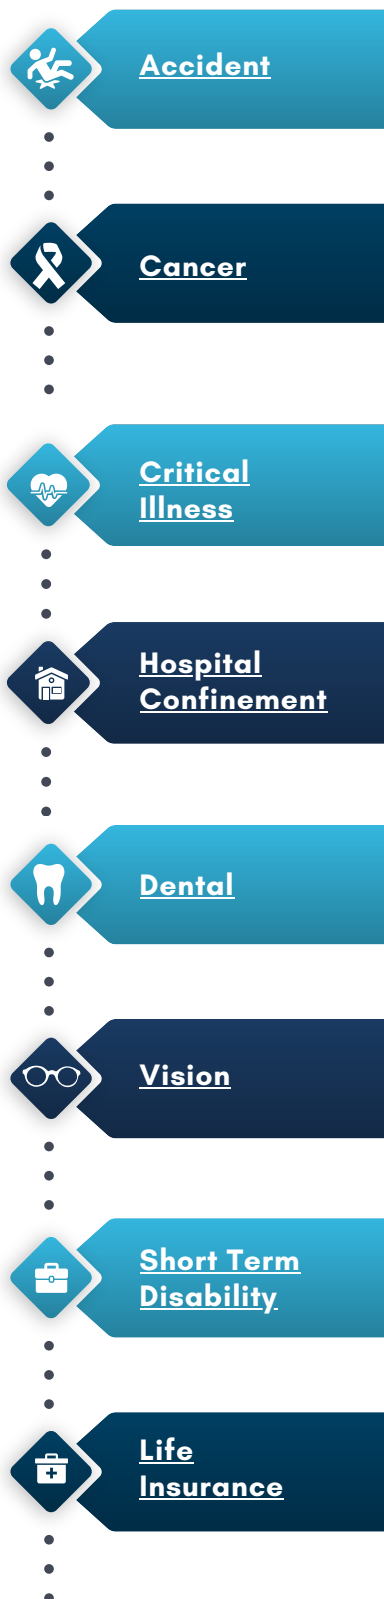 Accident
Cancer
Critical
Illness
Hospital
Confinement
Dental
Vision
Short Term
Disability
Life
Insurance